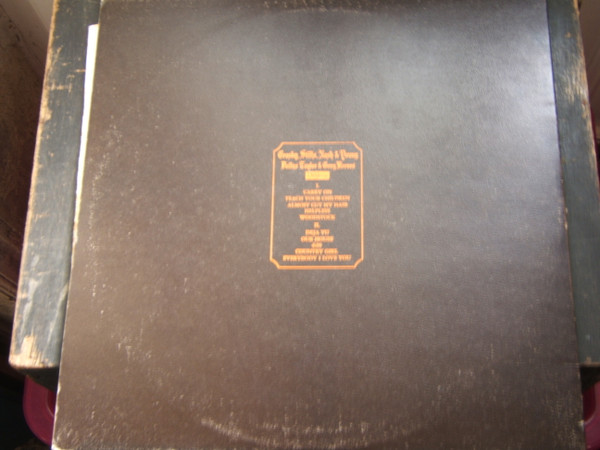 Crosby, Stills, Nash & Young
Dallas Taylor & Greg Reeves
I.
CARRY ON
TEACH YOUR CHILDREN
ALMOST CUT MY HAIR
HELPLESS
WOODSTOCK
II.
DEJA VU
OUR HOUSE
4+20
COUNTRY GIRL
EVERYBODY I LOVE YOU